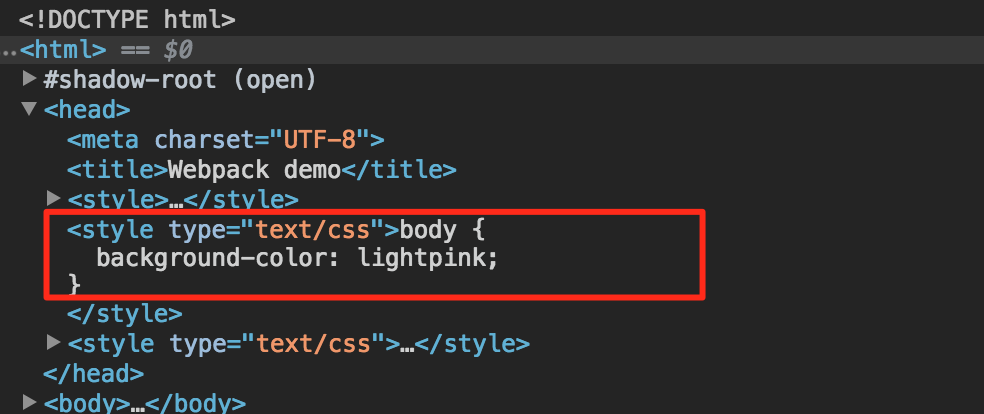 <!DOCTYPE html>
..<html> == $0
▶#shadow-root (open)
▼<head>
<meta charset="UTF-8">
<title>Webpack demo</title>
▶<style>…</style>
<style type="text/css">body {
background-color: lightpink;
}
</style>
▶<style type="text/css">…</style>
</head>
▶<body>…</body>